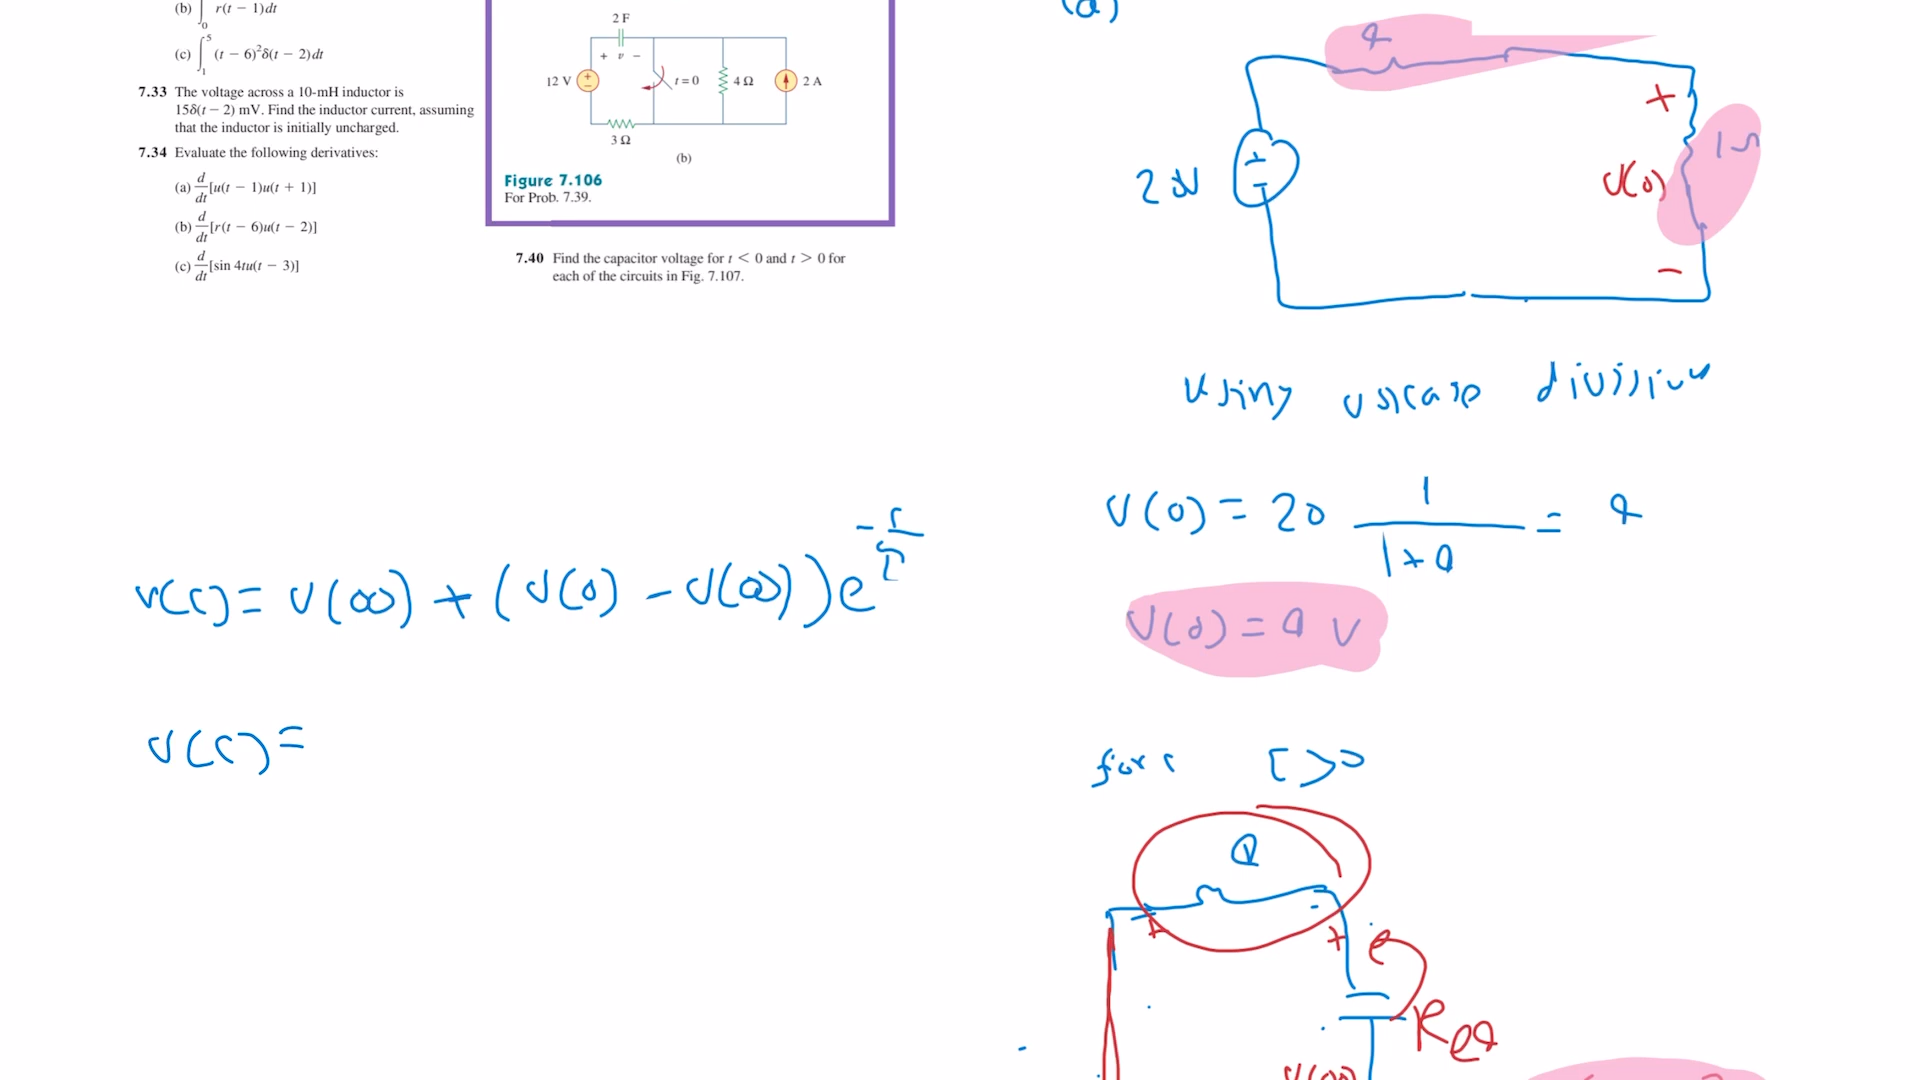 (b) ∫₀ r(t − 1)dt
(c) ∫₁⁵ (t − 6)²δ(t − 2)dt
7.33 The voltage across a 10-mH inductor is
15δ(t − 2) mV. Find the inductor current, assuming
that the inductor is initially uncharged.
7.34 Evaluate the following derivatives:
(a) d/dt [u(t − 1)u(t + 1)]
(b) d/dt [r(t − 6)u(t − 2)]
(c) d/dt [sin 4tu(t − 3)]
2 F
+ v −
12 V
+
−
t = 0
4 Ω
2 A
3 Ω
(b)
Figure 7.106
For Prob. 7.39.
7.40 Find the capacitor voltage for t < 0 and t > 0 for
each of the circuits in Fig. 7.107.
v(t) = v(∞) + (v(0) − v(∞))e^(−t/τ)
v(t) =
(a)
4
20V
+
−
+
v(0)
1Ω
−
using division
v(0) = 20 1/(1+4) = 4
v(0) = 4 V
for t > 0
4
+
-
+
Req
v(∞)